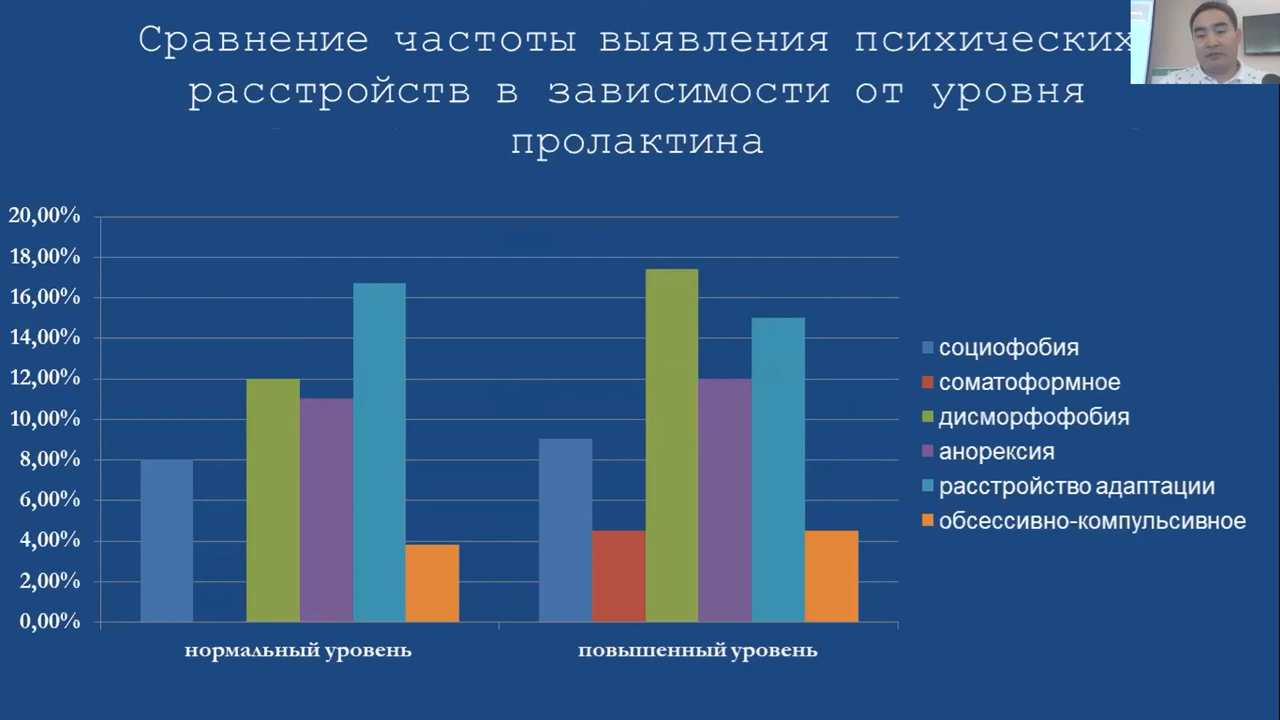 Сравнение частоты выявления психических
расстройств в зависимости от уровня
пролактина
20,00%
18,00%
16,00%
14,00%
12,00%
10,00%
8,00%
6,00%
4,00%
2,00%
0,00%
нормальный уровень
повышенный уровень
социофобия
соматоформное
дисморфофобия
анорексия
расстройство адаптации
обсессивно-компульсивное